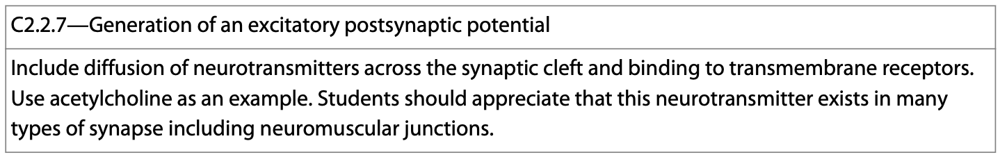 C2.2.7—Generation of an excitatory postsynaptic potential
Include diffusion of neurotransmitters across the synaptic cleft and binding to transmembrane receptors.
Use acetylcholine as an example. Students should appreciate that this neurotransmitter exists in many
types of synapse including neuromuscular junctions.